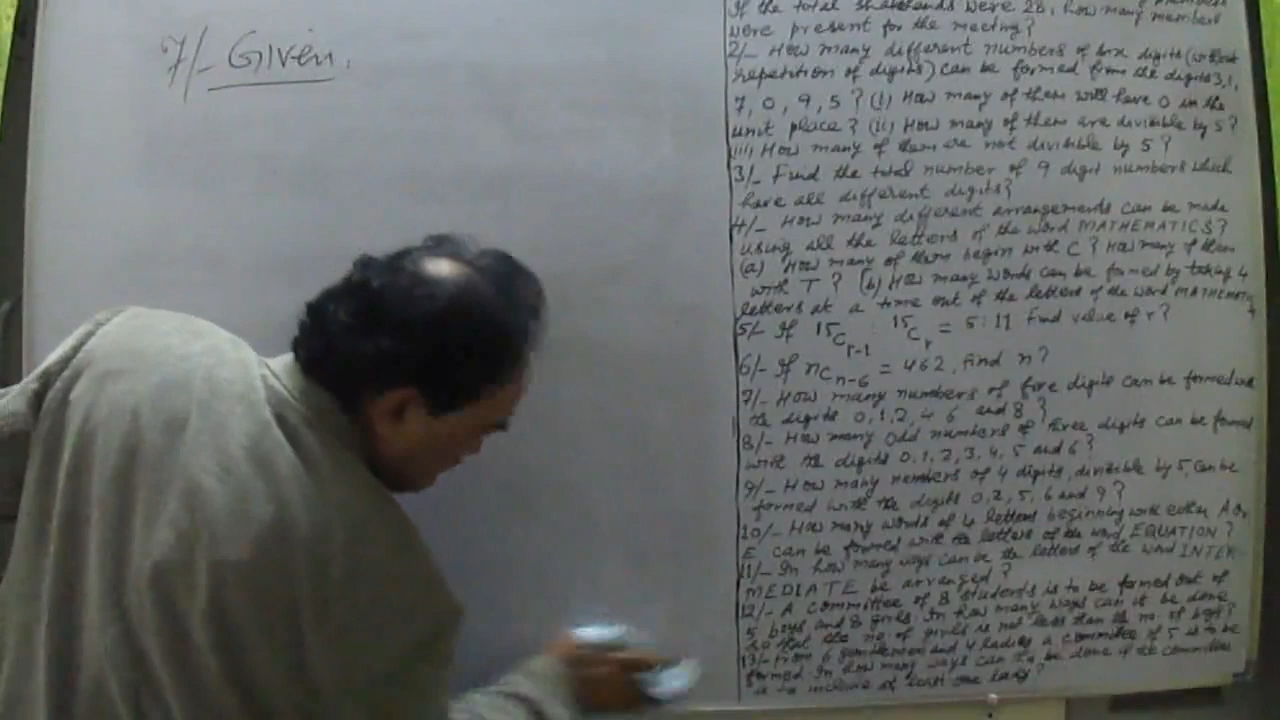 7/- Given.
If the total shakehands were 28, how many members
were present for the meeting?
2/- How many different numbers of six digits (without
repetition of digits) can be formed from the digits 3,1,
7, 0, 9, 5? (i) How many of them will have 0 in the
unit place? (ii) How many of them are divisible by 5?
(iii) How many of them are not divisible by 5?
3/- Find the total number of 9 digit numbers which
have all different digits?
4/- How many different arrangements can be made
using all the letters of the word MATHEMATICS?
(a) How many of them begin with C? How many of them
with T? (b) How many words can be formed by taking 4
letters at a time out of the letters of the word
5/- If 15Cr-1 : 15Cr = 5:11 Find value of r?
6/- If nCn-6 = 462, find n?
7/- How many numbers of five digits can be formed
the digits 0,1,2, 4 6 and 8?
8/- How many odd numbers of three digits can be formed
with the digits 0,1,2,3,4,5 and 6?
9/- How many numbers of 4 digits, divisible by 5, can be
formed with the digits 0,2,5,6 and 9?
10/- How many words of 4 letters beginning with either A or
E can be formed with the letters of the word EQUATION?
11/- In how many ways can be the letters of the word INTER
MEDIATE be arranged?
12/- A committee of 8 students is to be formed out of
5 boys and 8 girls. In how many ways can it be done
so that the no. of girls is not less than the no. of boys?
13/- From 6 gentlemen and 4 ladies a committee of 5 is to be
formed. In how many ways can be done if the committee
is to include at least one lady?